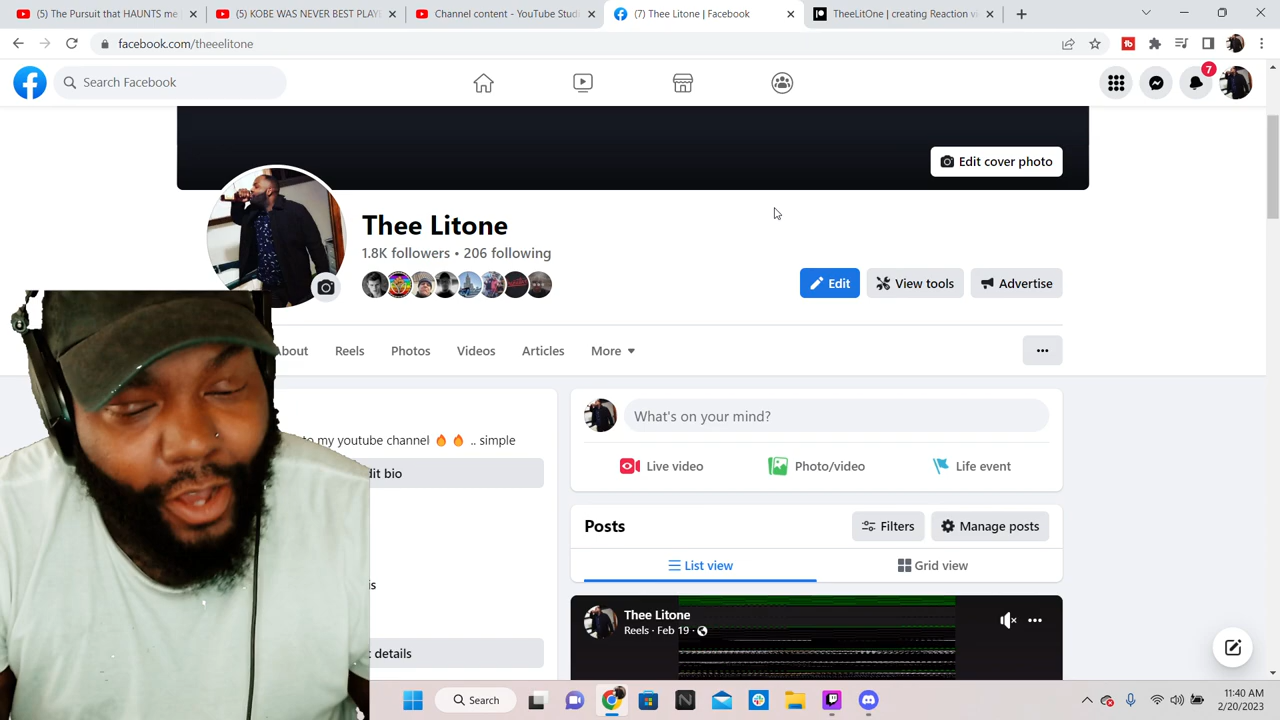 (5) The Pursuit that HAUNTS me
(5) KOBE WAS NEVER BEEN PLAY
Channel content - YouTube Studi
(7) Thee Litone | Facebook
TheeLitOne | creating Reaction vi
facebook.com/theeelitone
Search Facebook
7
Edit cover photo
Thee Litone
1.8K followers • 206 following
Edit
View tools
Advertise
About
Reels
Photos
Videos
Articles
More
What's on your mind?
to my youtube channel 🔥 🔥 .. simple
Live video
Photo/video
Life event
dit bio
Posts
Filters
Manage posts
List view
Grid view
Thee Litone
Reels · Feb 19 ·
details
Search
11:40 AM
2/20/2023